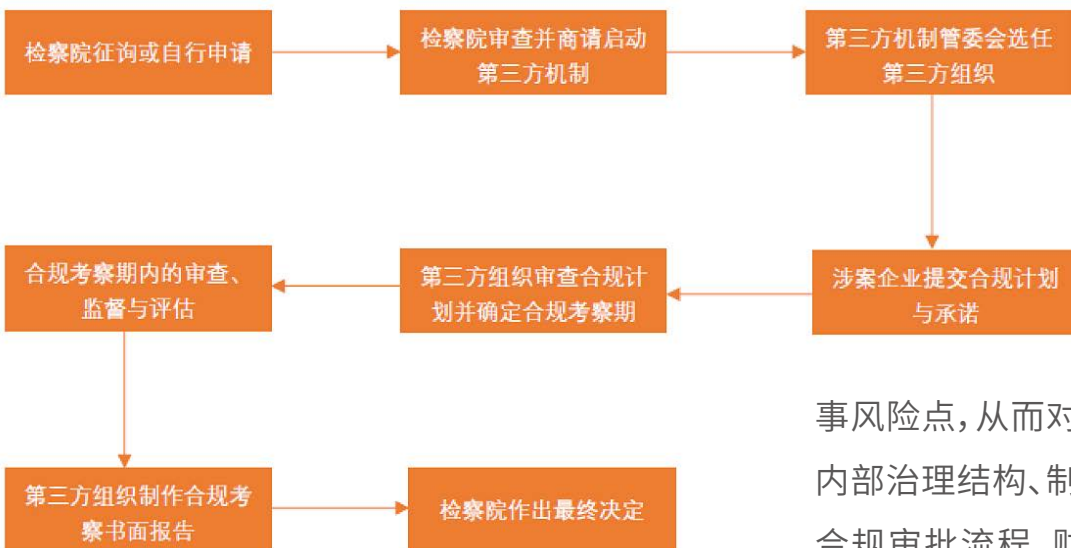 检察院征询或自行申请
检察院审查并商请启动
第三方机制
第三方机制管委会选任
第三方组织
涉案企业提交合规计划
与承诺
第三方组织审查合规计
划并确定合规考察期
合规考察期内的审查、
监督与评估
第三方组织制作合规考
察书面报告
检察院作出最终决定
事风险点，从而对
内部治理结构、制